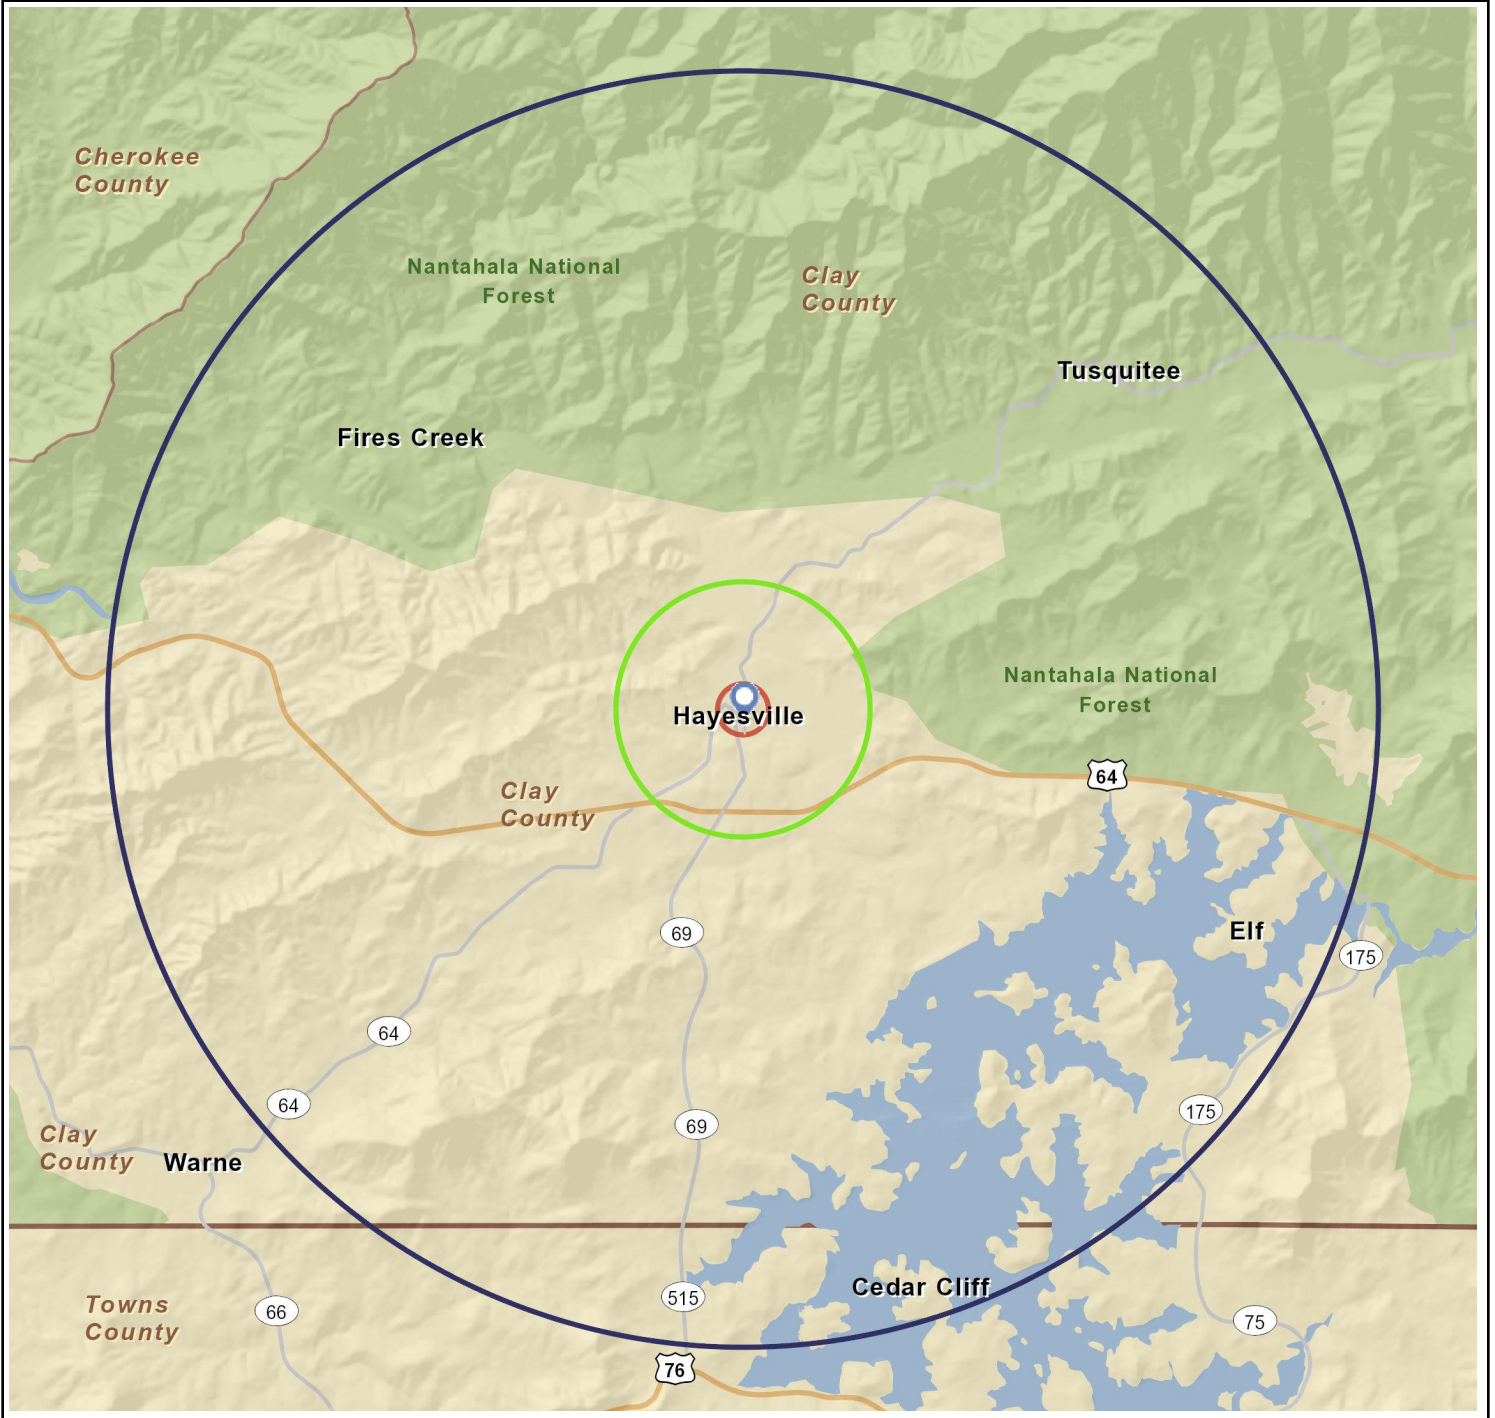 Cherokee
County
Nantahala National
Forest
Clay
County
Tusquitee
Fires Creek
Nantahala National
Forest
Hayesville
64
Clay
County
69
Elf
175
64
64
175
69
Clay
County
Warne
Cedar Cliff
515
Towns
County
66
75
76